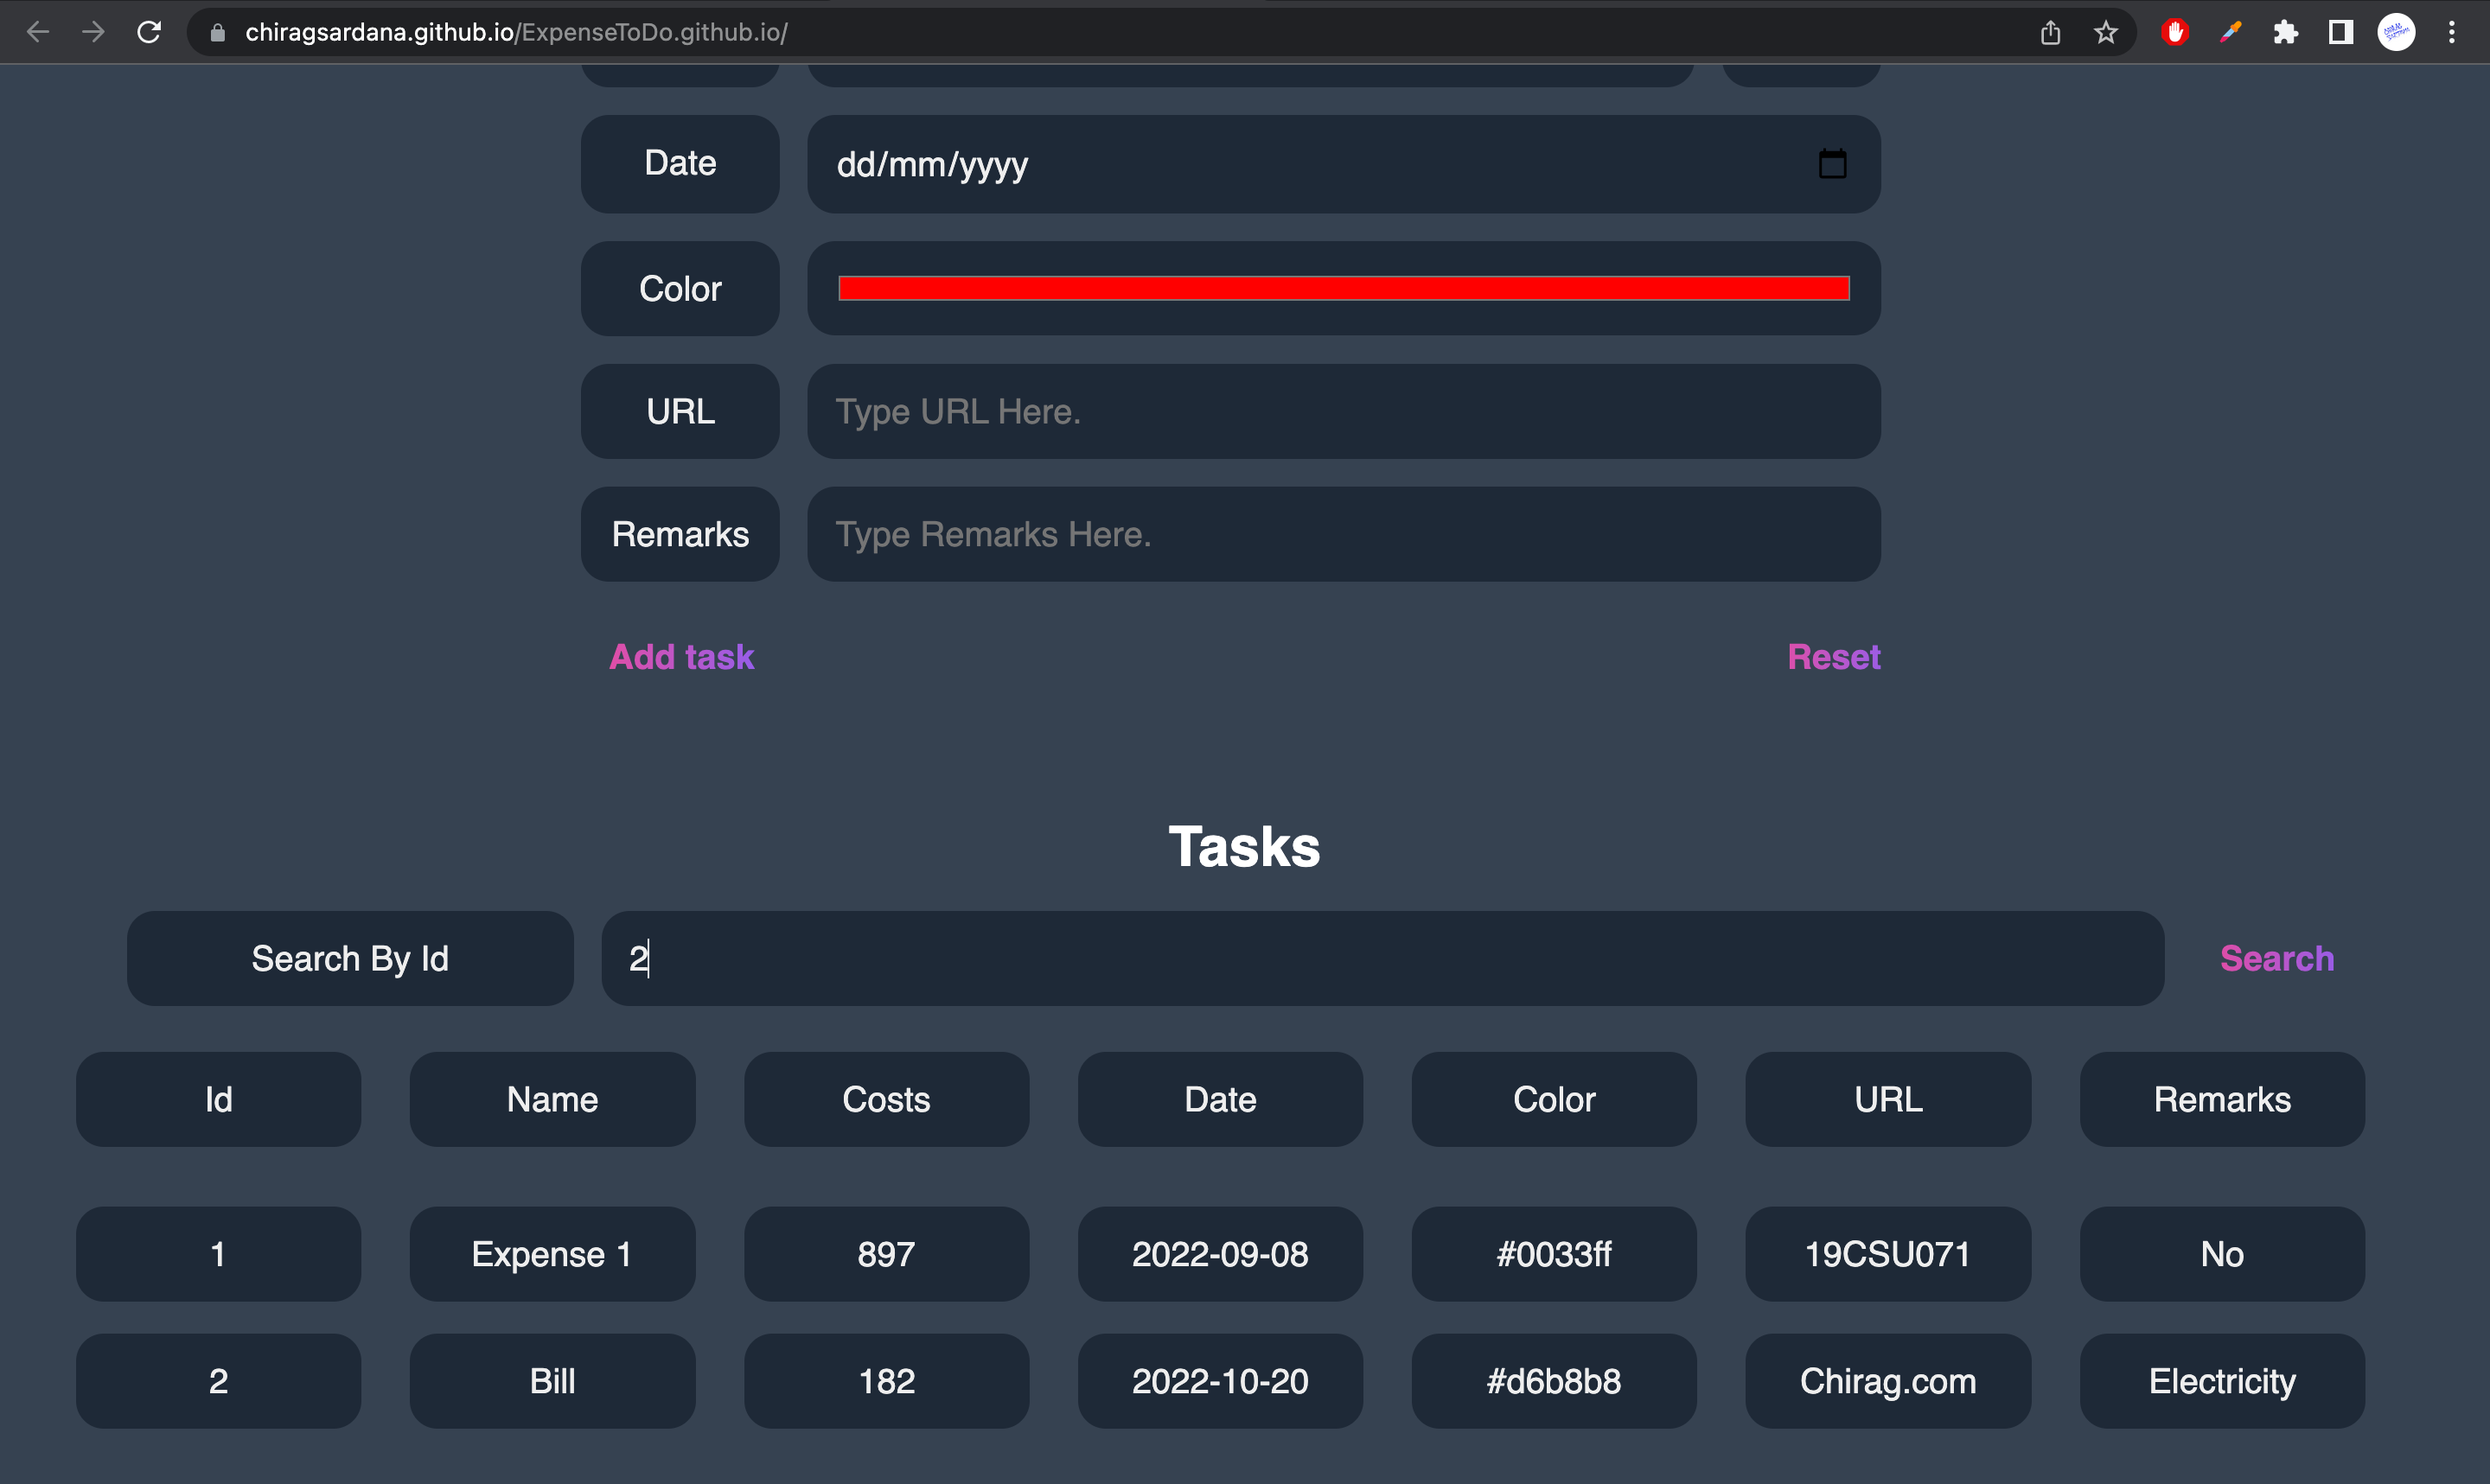 chiragsardana.github.io/ExpenseToDo.github.io/
Date dd/mm/yyyy
Color
URL Type URL Here.
Remarks Type Remarks Here.
Add task Reset
Tasks
Search By Id 2 Search
Id Name Costs Date Color URL Remarks
1 Expense 1 897 2022-09-08 #0033ff 19CSU071 No
2 Bill 182 2022-10-20 #d6b8b8 Chirag.com Electricity